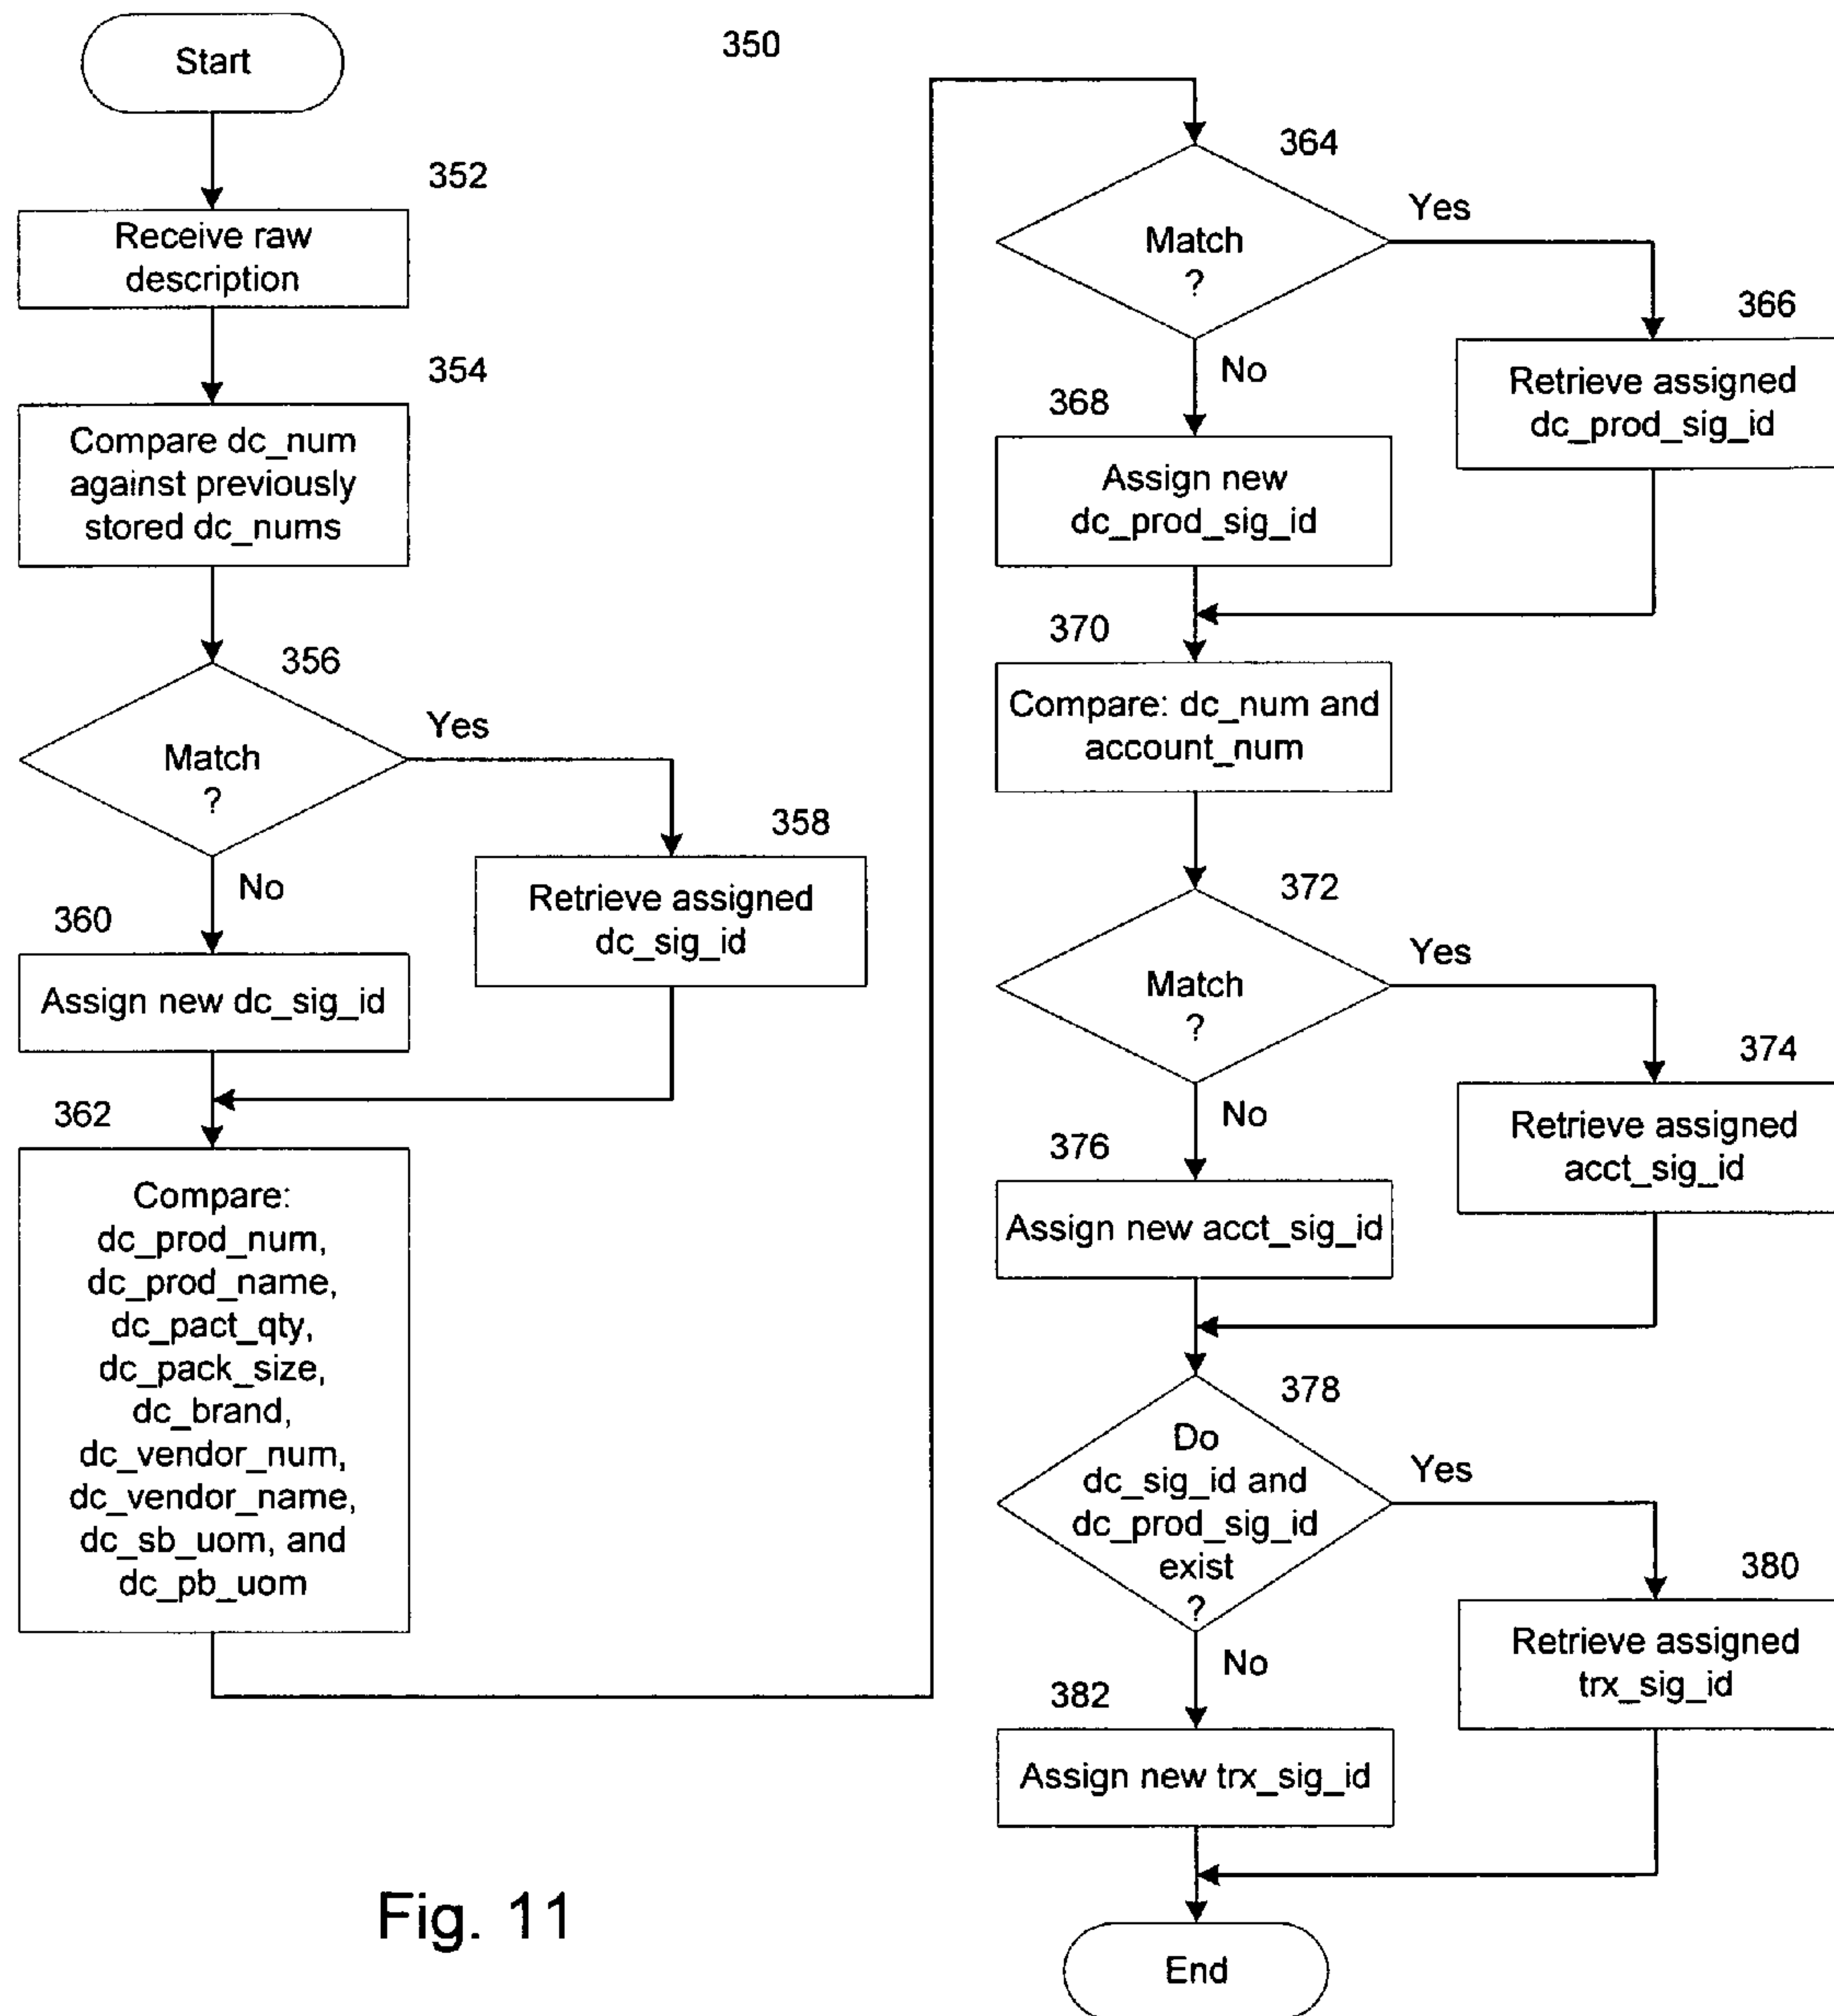 Start
350
352
Receive raw
description
354
Compare dc_num
against previously
stored dc_nums
356
Match
?
Yes
358
Retrieve assigned
dc_sig_id
No
360
Assign new dc_sig_id
362
Compare:
dc_prod_num,
dc_prod_name,
dc_pact_qty,
dc_pack_size,
dc_brand,
dc_vendor_num,
dc_vendor_name,
dc_sb_uom, and
dc_pb_uom
364
Match
?
Yes
366
Retrieve assigned
dc_prod_sig_id
No
368
Assign new
dc_prod_sig_id
370
Compare: dc_num and
account_num
372
Match
?
Yes
374
Retrieve assigned
acct_sig_id
No
376
Assign new acct_sig_id
378
Do
dc_sig_id and
dc_prod_sig_id
exist
?
Yes
380
Retrieve assigned
trx_sig_id
No
382
Assign new trx_sig_id
End
Fig. 11